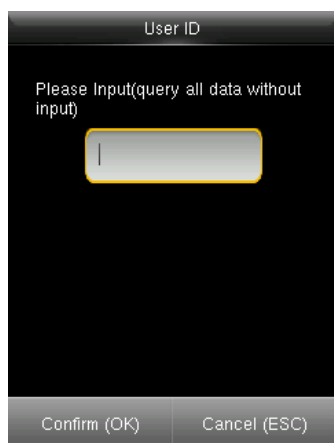 User ID
Please Input(query all data without
input)
Confirm (OK)
Cancel (ESC)